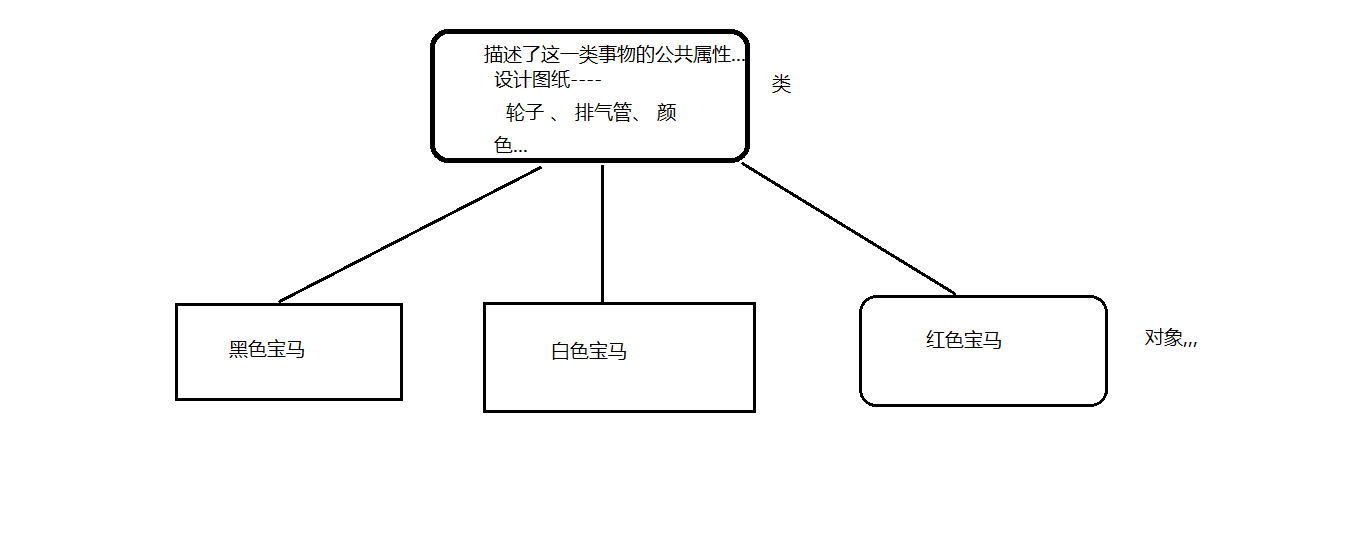 描述了这一类事物的公共属性...
设计图纸----
轮子 、 排气管、 颜
色...
类
黑色宝马
白色宝马
红色宝马
对象,,,